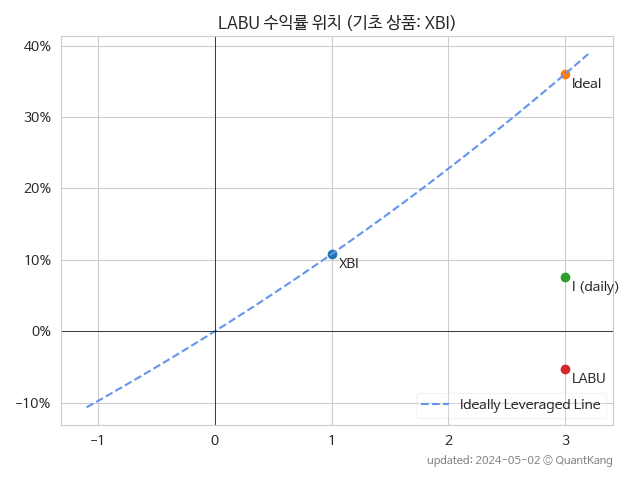 LABU 수익률 위치 (기초 상품: XBI)
40%
30%
20%
10%
0%
−10%
Ideal
XBI
I (daily)
LABU
Ideally Leveraged Line
−1 0 1 2 3
updated: 2024-05-02 © QuantKang